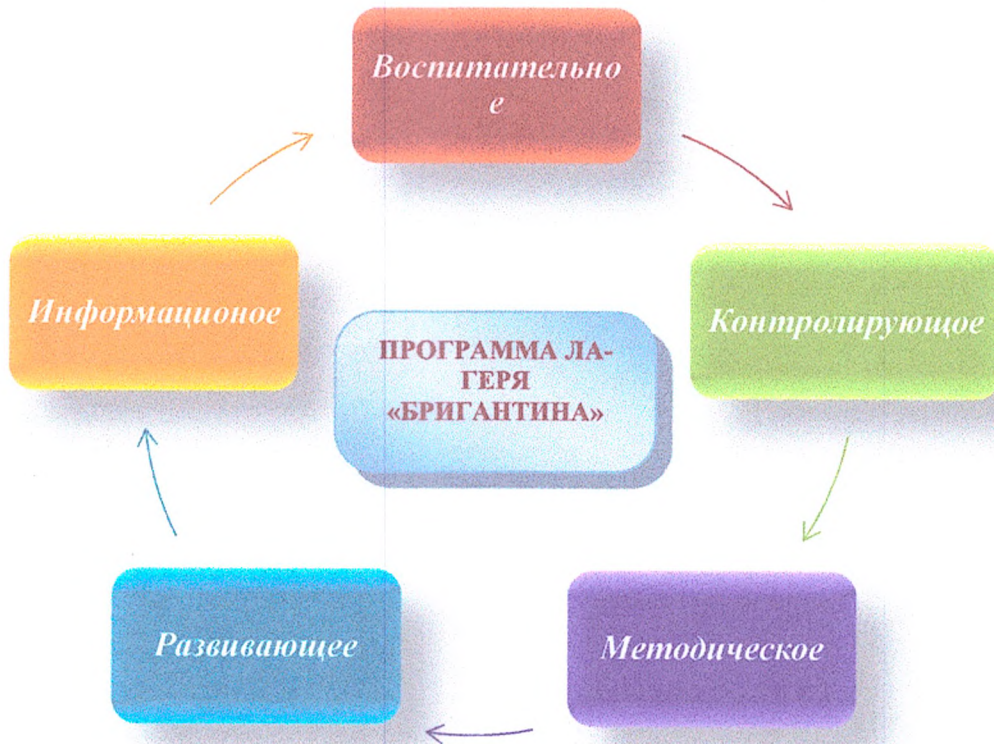 Воспитательно
е
Информационое
Контролирующое
ПРОГРАММА ЛА-
ГЕРЯ
«БРИГАНТИНА»
Развивающее
Методическое